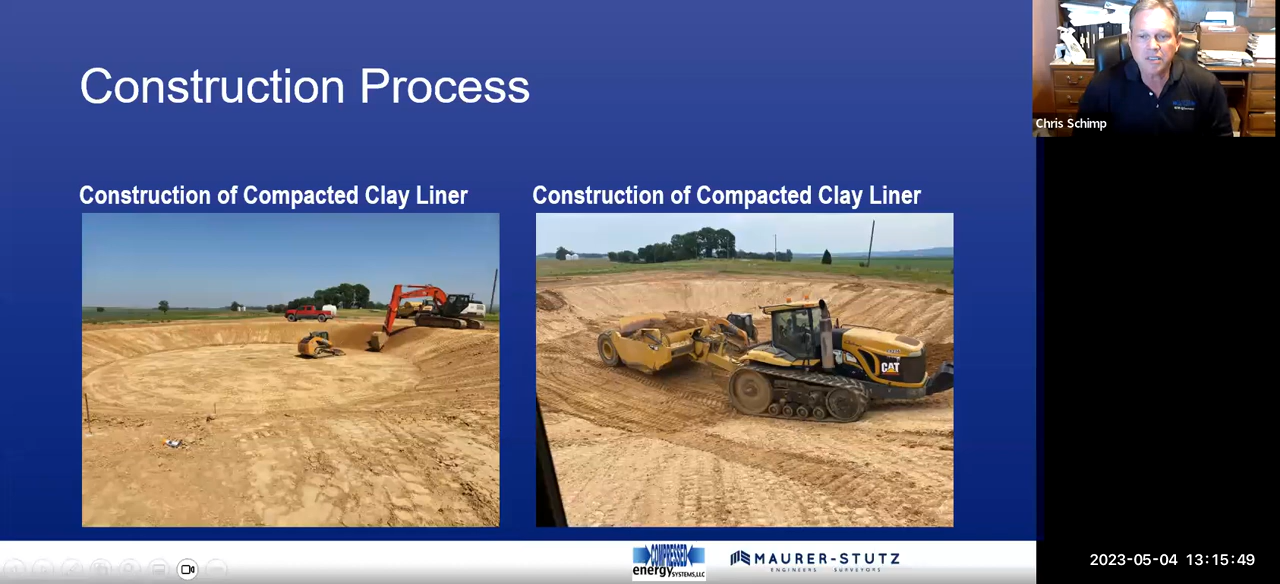 Construction Process
Chris Schimp
Construction of Compacted Clay Liner
Construction of Compacted Clay Liner
CAT
COMPRESSED
energy SYSTEMS, LLC
MAURER-STUTZ
ENGINEERS SURVEYORS
2023-05-04 13:15:49